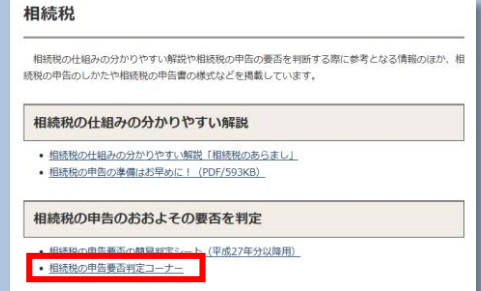 相続税
相続税の仕組みの分かりやすい解説や相続税の申告の要否を判断する際に参考となる情報のほか、相
続税の申告のしかたや相続税の申告書の様式などを掲載しています。
相続税の仕組みの分かりやすい解説
• 相続税の仕組みの分かりやすい解説「相続税のあらまし」
• 相続税の申告の準備はお早めに！（PDF/593KB）
相続税の申告のおおよその要否を判定
• 相続税の申告要否の簡易判定シート（平成27年分以降用）
• 相続税の申告要否判定コーナー